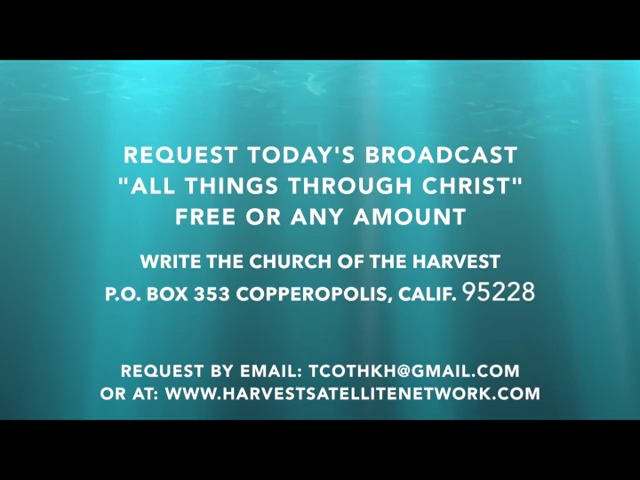 REQUEST TODAY'S BROADCAST
"ALL THINGS THROUGH CHRIST"
FREE OR ANY AMOUNT
WRITE THE CHURCH OF THE HARVEST
P.O. BOX 353 COPPEROPOLIS, CALIF. 95228
REQUEST BY EMAIL: TCOTHKH@GMAIL.COM
OR AT: WWW.HARVESTSATELLITENETWORK.COM